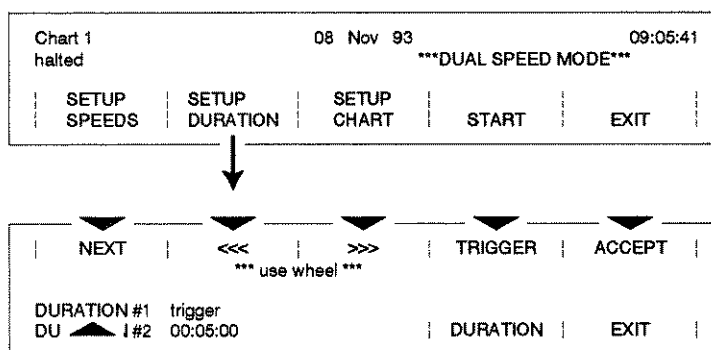 Chart 1 08 Nov 93 09:05:41
halted ***DUAL SPEED MODE***
SETUP SETUP SETUP
SPEEDS DURATION CHART START EXIT
NEXT <<< >>> TRIGGER ACCEPT
*** use wheel ***
DURATION #1 trigger
DU #2 00:05:00 DURATION EXIT